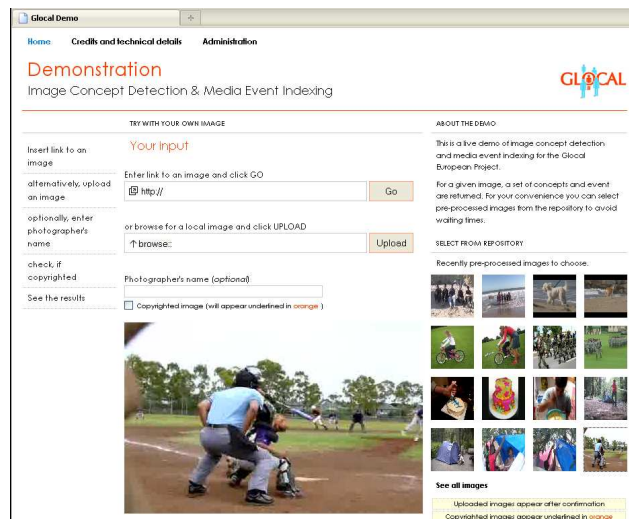 Glocal Demo
Home Credits and technical details Administration
Demonstration
Image Concept Detection & Media Event Indexing
GLOCAL
Insert link to an
image
alternatively, upload
an image
optionally, enter
photographer's
name
check, if
copyrighted
See the results
TRY WITH YOUR OWN IMAGE
Your input
Enter link to an image and click GO
http://
Go
or browse for a local image and click UPLOAD
browse::
Upload
Photographer's name (optional)
Copyrighted image (will appear underlined in orange )
ABOUT THE DEMO
This is a live demo of image concept detection
and media event indexing for the Glocal
European Project.
For a given image, a set of concepts and event
are returned. For your convenience you can select
pre-processed images from the repository to avoid
waiting times.
SELECT FROM REPOSITORY
Recently pre-processed images to choose.
See all images
Uploaded images appear after confirmation
Copyrighted images appear underlined in orange